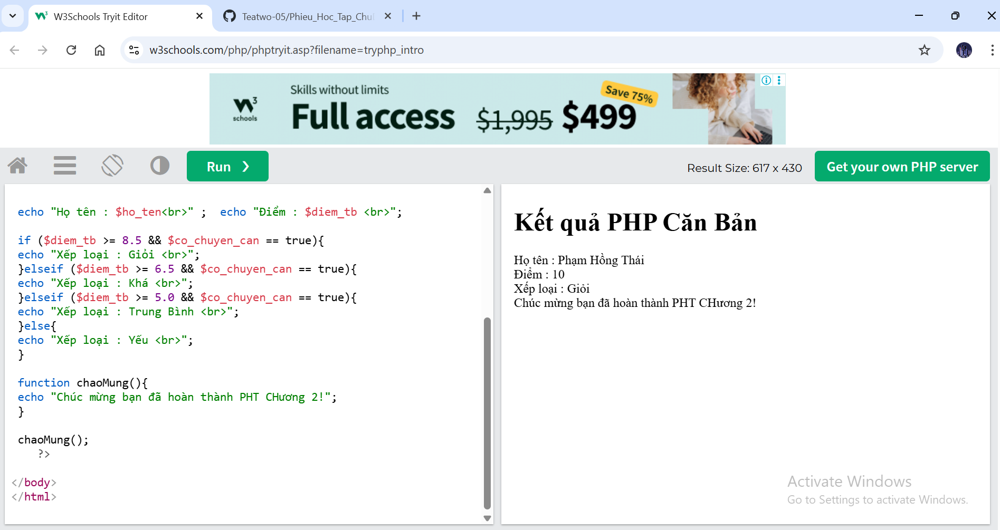 W3Schools Tryit Editor
Teatwo-05/Phieu_Hoc_Tap_Chu
w3schools.com/php/phptryit.asp?filename=tryphp_intro
W3
schools
Skills without limits
Full access $1,995 $499
Save 75%
Run ❯
Result Size: 617 x 430
Get your own PHP server
echo "Họ tên : $ho_ten<br>" ;  echo "Điểm : $diem_tb <br>";
if ($diem_tb >= 8.5 && $co_chuyen_can == true){
echo "Xếp loại : Giỏi <br>";
}elseif ($diem_tb >= 6.5 && $co_chuyen_can == true){
echo "Xếp loại : Khá <br>";
}elseif ($diem_tb >= 5.0 && $co_chuyen_can == true){
echo "Xếp loại : Trung Bình <br>";
}else{
echo "Xếp loại : Yếu <br>";
}
function chaoMung(){
echo "Chúc mừng bạn đã hoàn thành PHT CHương 2!";
}
chaoMung();
?>
</body>
</html>
Kết quả PHP Căn Bản
Họ tên : Phạm Hồng Thái
Điểm : 10
Xếp loại : Giỏi
Chúc mừng bạn đã hoàn thành PHT CHương 2!
Activate Windows
Go to Settings to activate Windows.